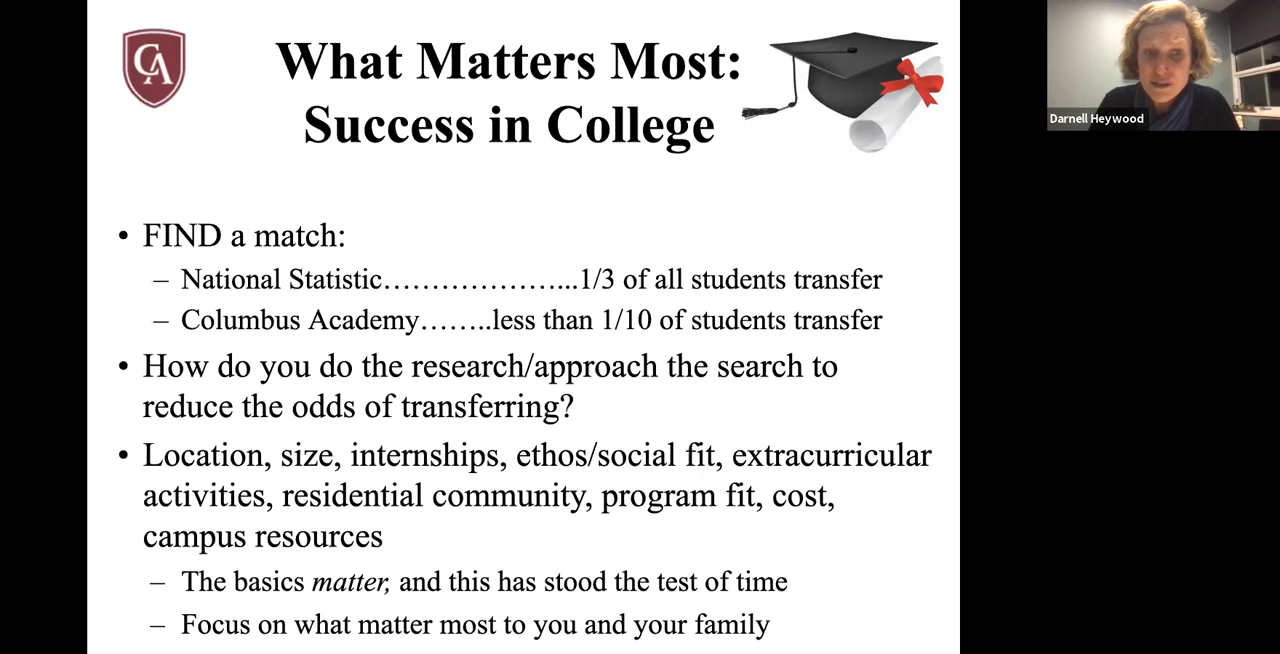 CA
What Matters Most:
Success in College
Darnell Heywood
• FIND a match:
– National Statistic…………………...1/3 of all students transfer
– Columbus Academy……..less than 1/10 of students transfer
• How do you do the research/approach the search to
reduce the odds of transferring?
• Location, size, internships, ethos/social fit, extracurricular
activities, residential community, program fit, cost,
campus resources
– The basics matter, and this has stood the test of time
– Focus on what matter most to you and your family